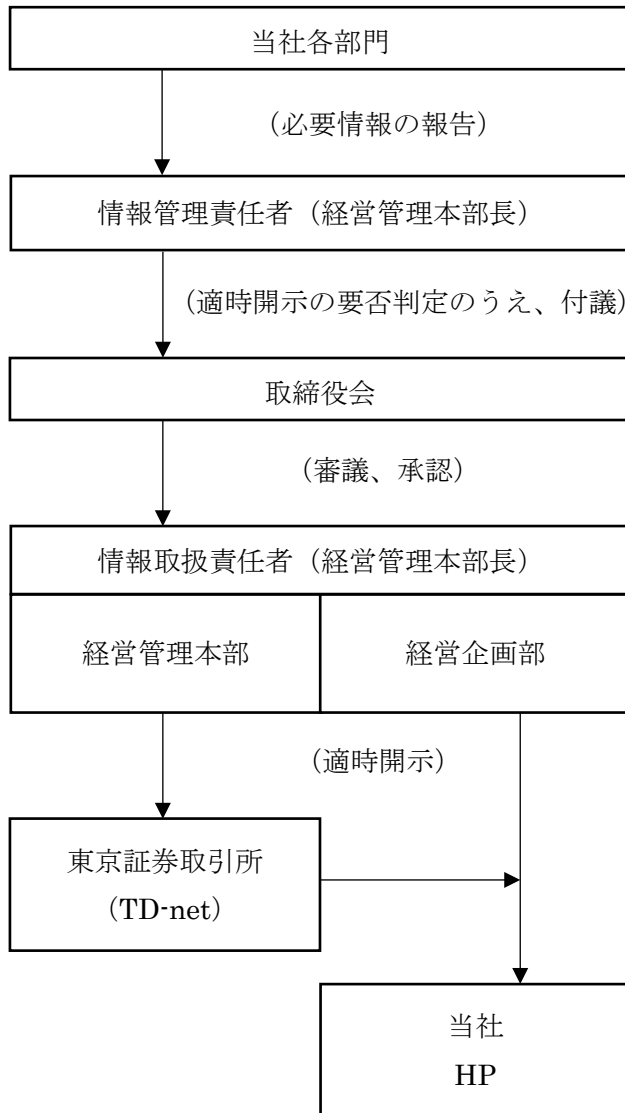 当社各部門
（必要情報の報告）
情報管理責任者（経営管理本部長）
（適時開示の要否判定のうえ、付議）
取締役会
（審議、承認）
情報取扱責任者（経営管理本部長）
経営管理本部
経営企画部
（適時開示）
東京証券取引所
（TD-net）
当社
HP